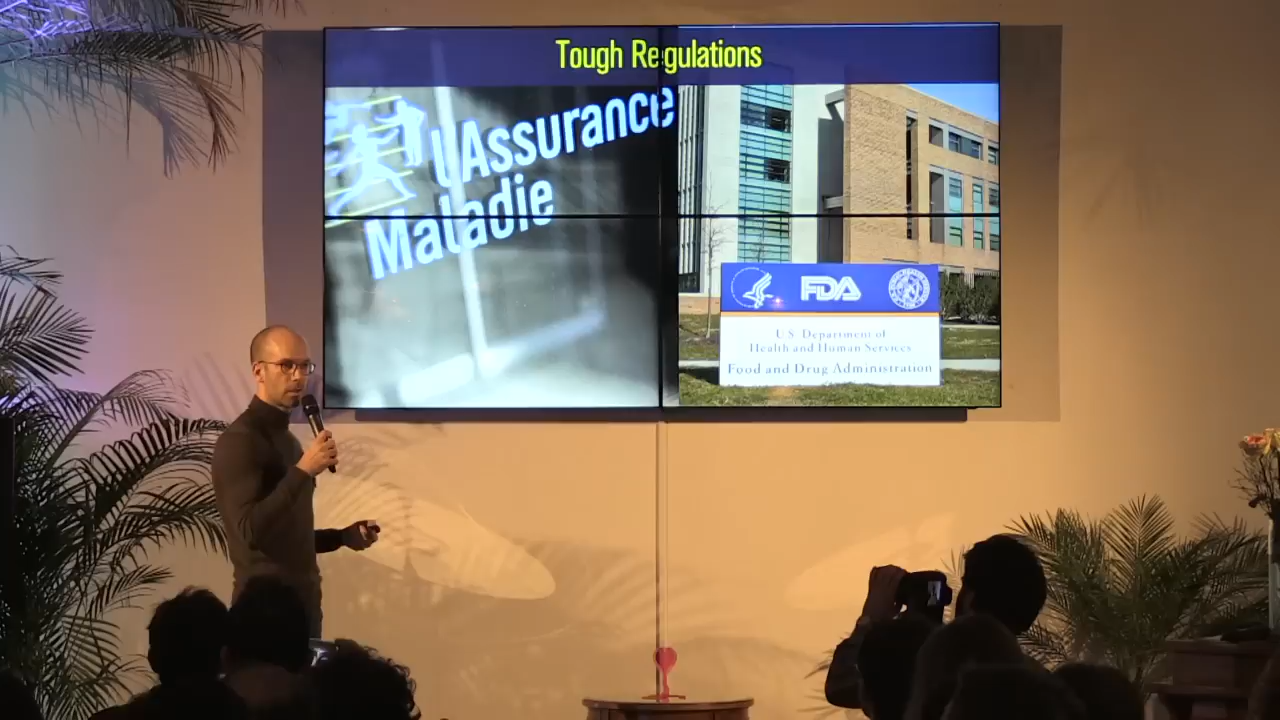 Tough Regulations
l'Assurance
Maladie
FDA
U.S. Department of
Health and Human Services
Food and Drug Administration